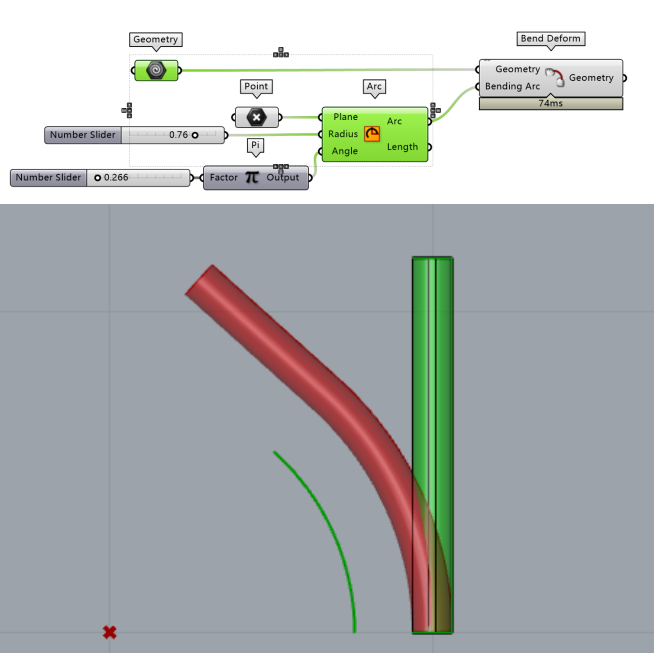 Geometry
Bend Deform
Geometry
Geometry
Bending Arc
74ms
Point
Arc
Plane
Arc
Radius
Angle
Length
Number Slider 0.76
Pi
Number Slider 0.266
Factor π Output